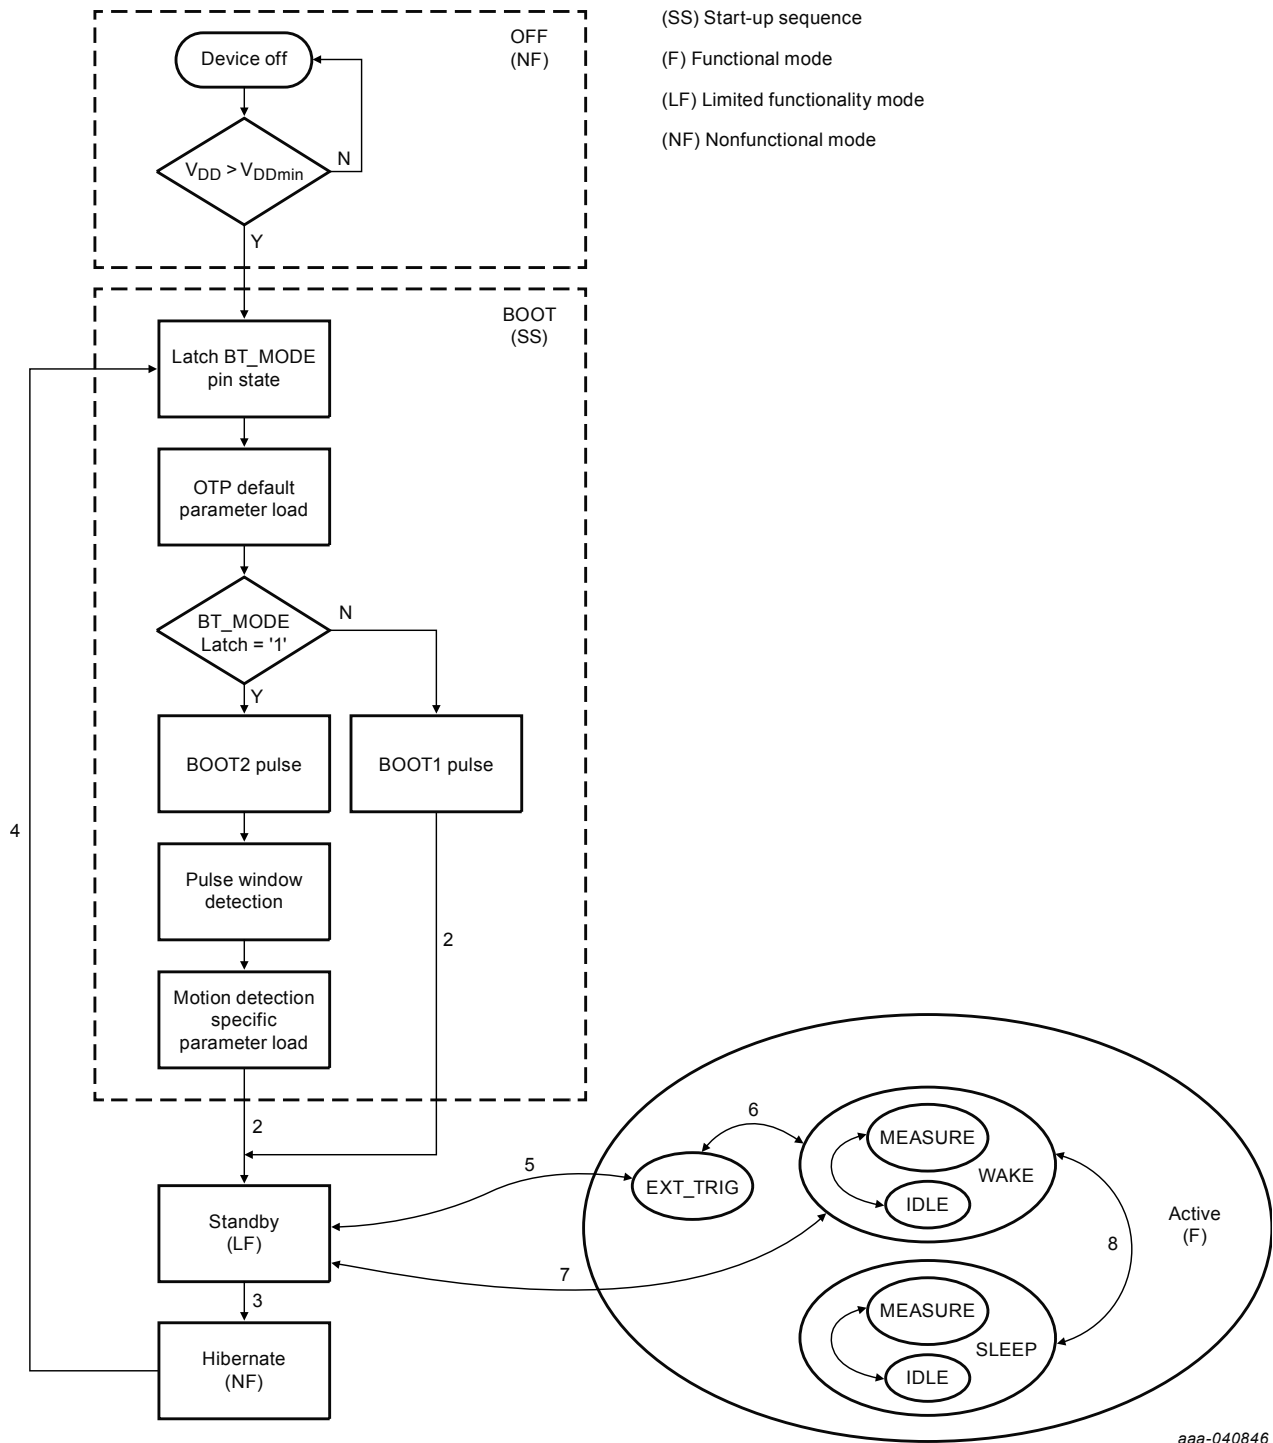 (SS) Start-up sequence
(F) Functional mode
(LF) Limited functionality mode
(NF) Nonfunctional mode
OFF
(NF)
Device off
VDD > VDDmin
N
Y
BOOT
(SS)
Latch BT_MODE
pin state
OTP default
parameter load
BT_MODE
Latch = '1'
N
Y
BOOT2 pulse
BOOT1 pulse
4
Pulse window
detection
2
Motion detection
specific
parameter load
2
Standby
(LF)
3
Hibernate
(NF)
5
6
7
EXT_TRIG
MEASURE
WAKE
IDLE
8
Active
(F)
MEASURE
SLEEP
IDLE
aaa-040846